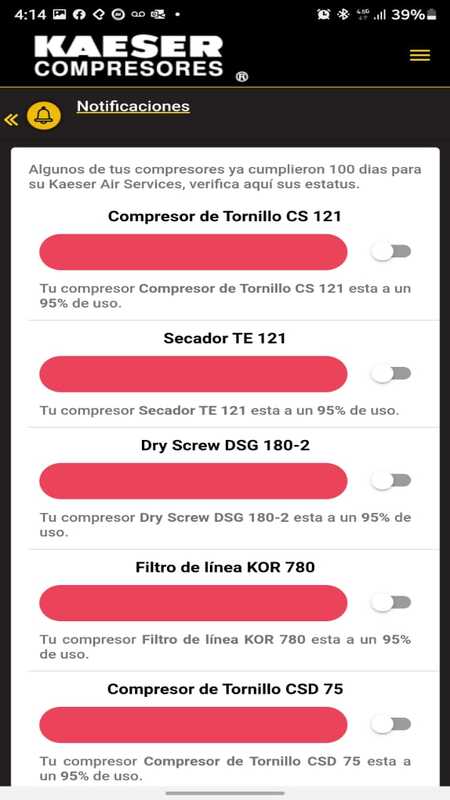 4:14
39%
KAESER
COMPRESORES ®
Notificaciones
Algunos de tus compresores ya cumplieron 100 dias para
su Kaeser Air Services, verifica aquí sus estatus.
Compresor de Tornillo CS 121
Tu compresor Compresor de Tornillo CS 121 esta a un
95% de uso.
Secador TE 121
Tu compresor Secador TE 121 esta a un 95% de uso.
Dry Screw DSG 180-2
Tu compresor Dry Screw DSG 180-2 esta a un 95% de
uso.
Filtro de línea KOR 780
Tu compresor Filtro de línea KOR 780 esta a un 95%
de uso.
Compresor de Tornillo CSD 75
Tu compresor Compresor de Tornillo CSD 75 esta a
un 95% de uso.